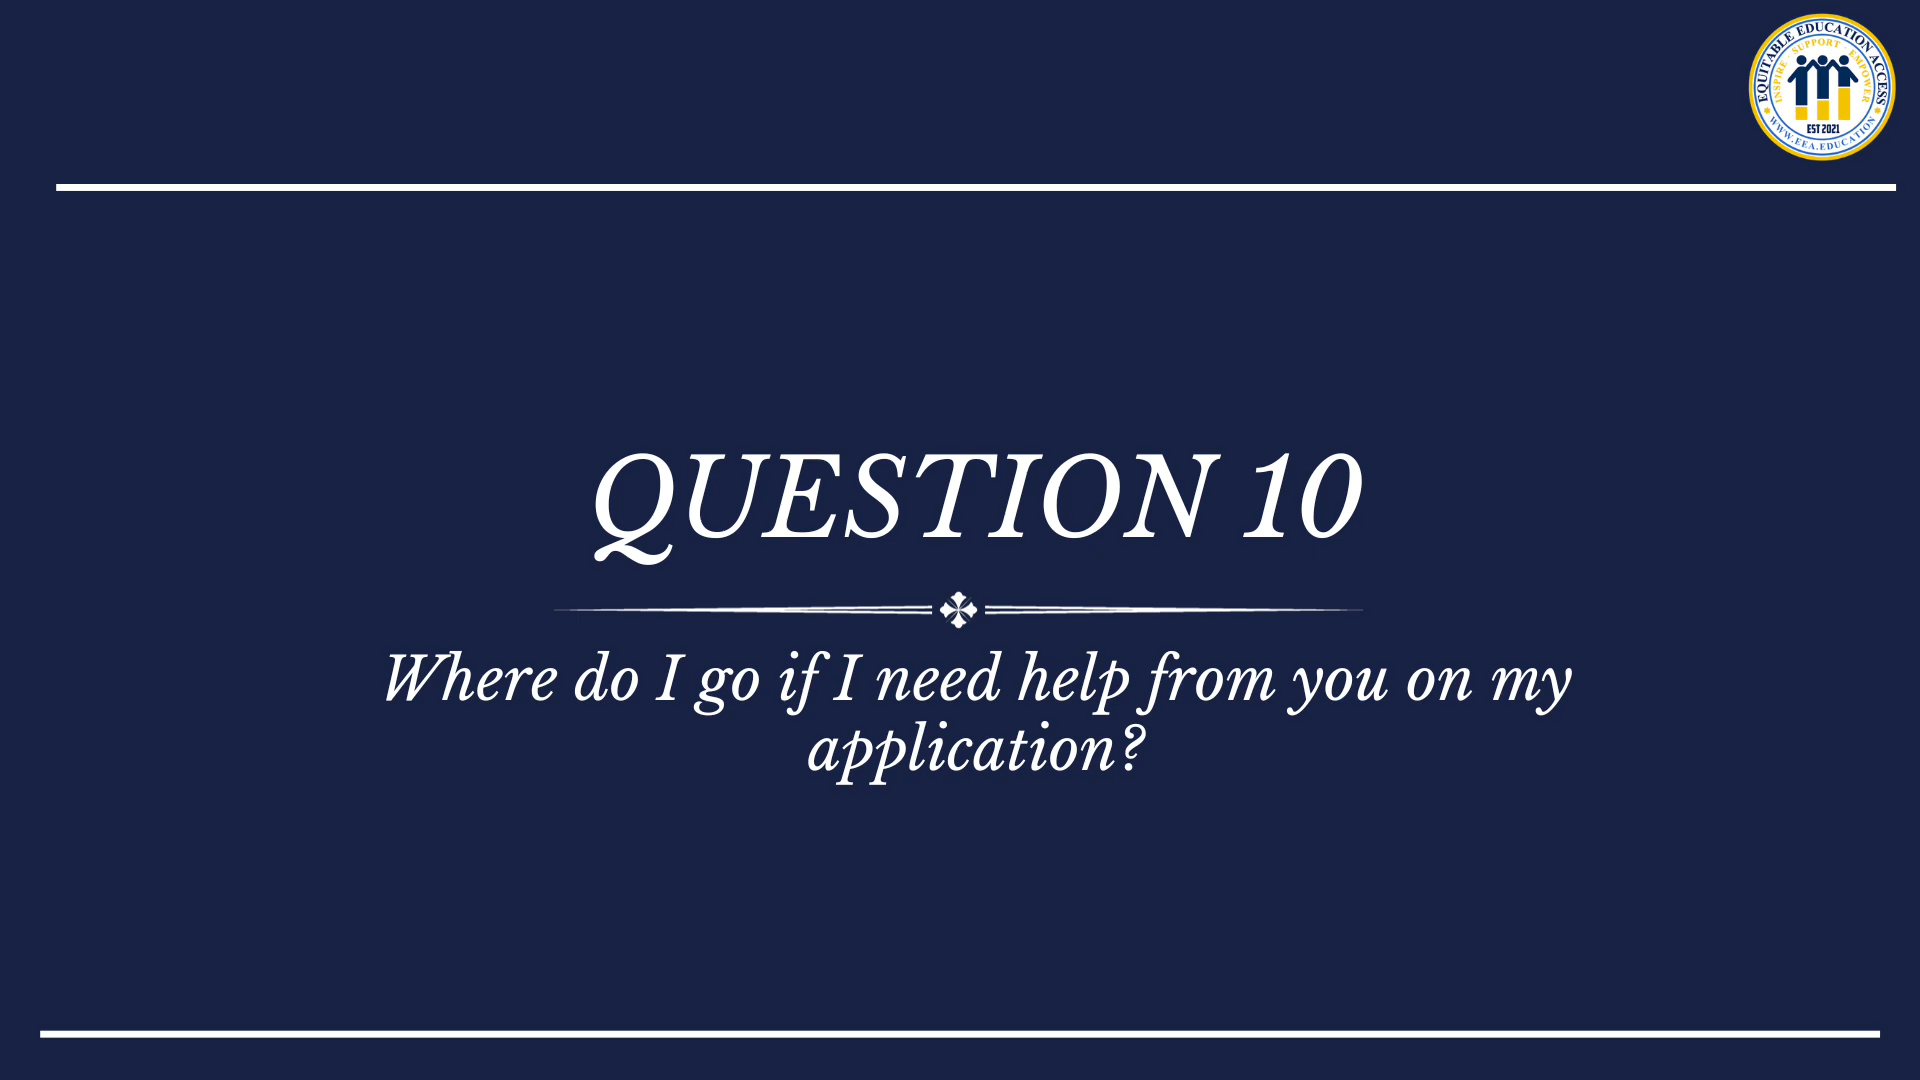 EQUITABLE EDUCATION ACCESS
INSPIRE · SUPPORT · EMPOWER
EST 2021
WWW.EEA.EDUCATION
QUESTION 10
Where do I go if I need help from you on my
application?